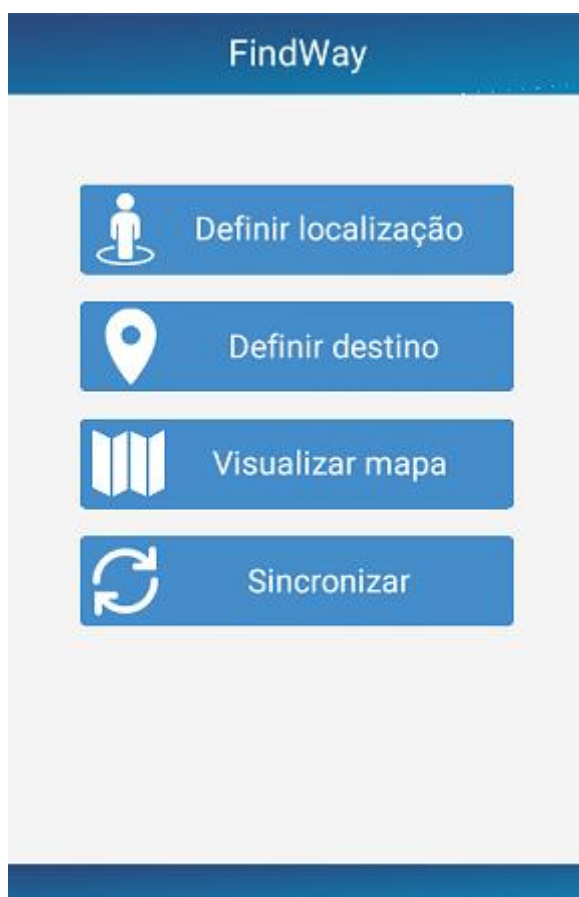 FindWay
Definir localização
Definir destino
Visualizar mapa
Sincronizar